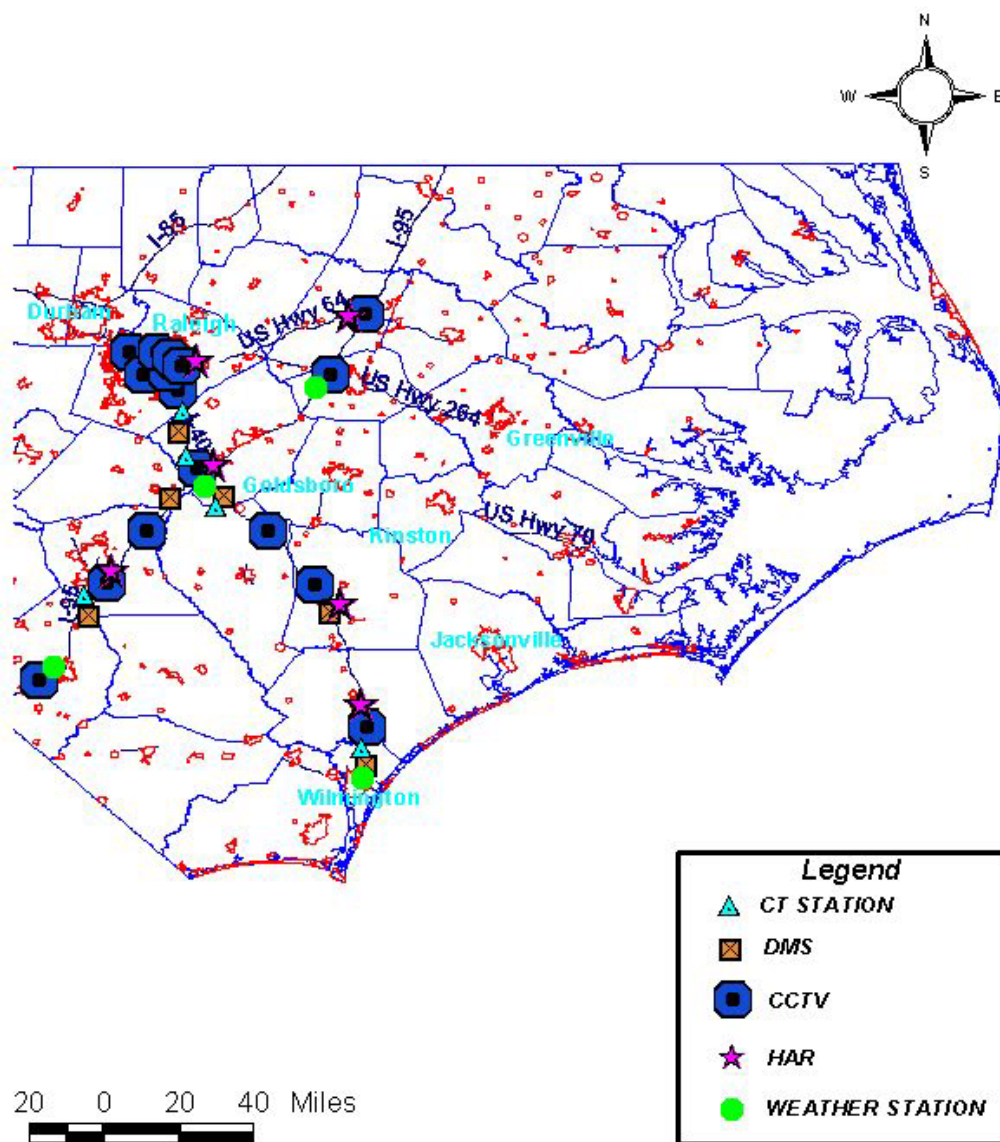 N
W
E
S
I-85
I-95
Durham
Raleigh
US Hwy 64
US Hwy 264
Greenville
I-40
Goldsboro
US Hwy 70
Kinston
I-95
Jacksonville
Wilmington
Legend
CT STATION
DMS
CCTV
HAR
WEATHER STATION
20 0 20 40 Miles